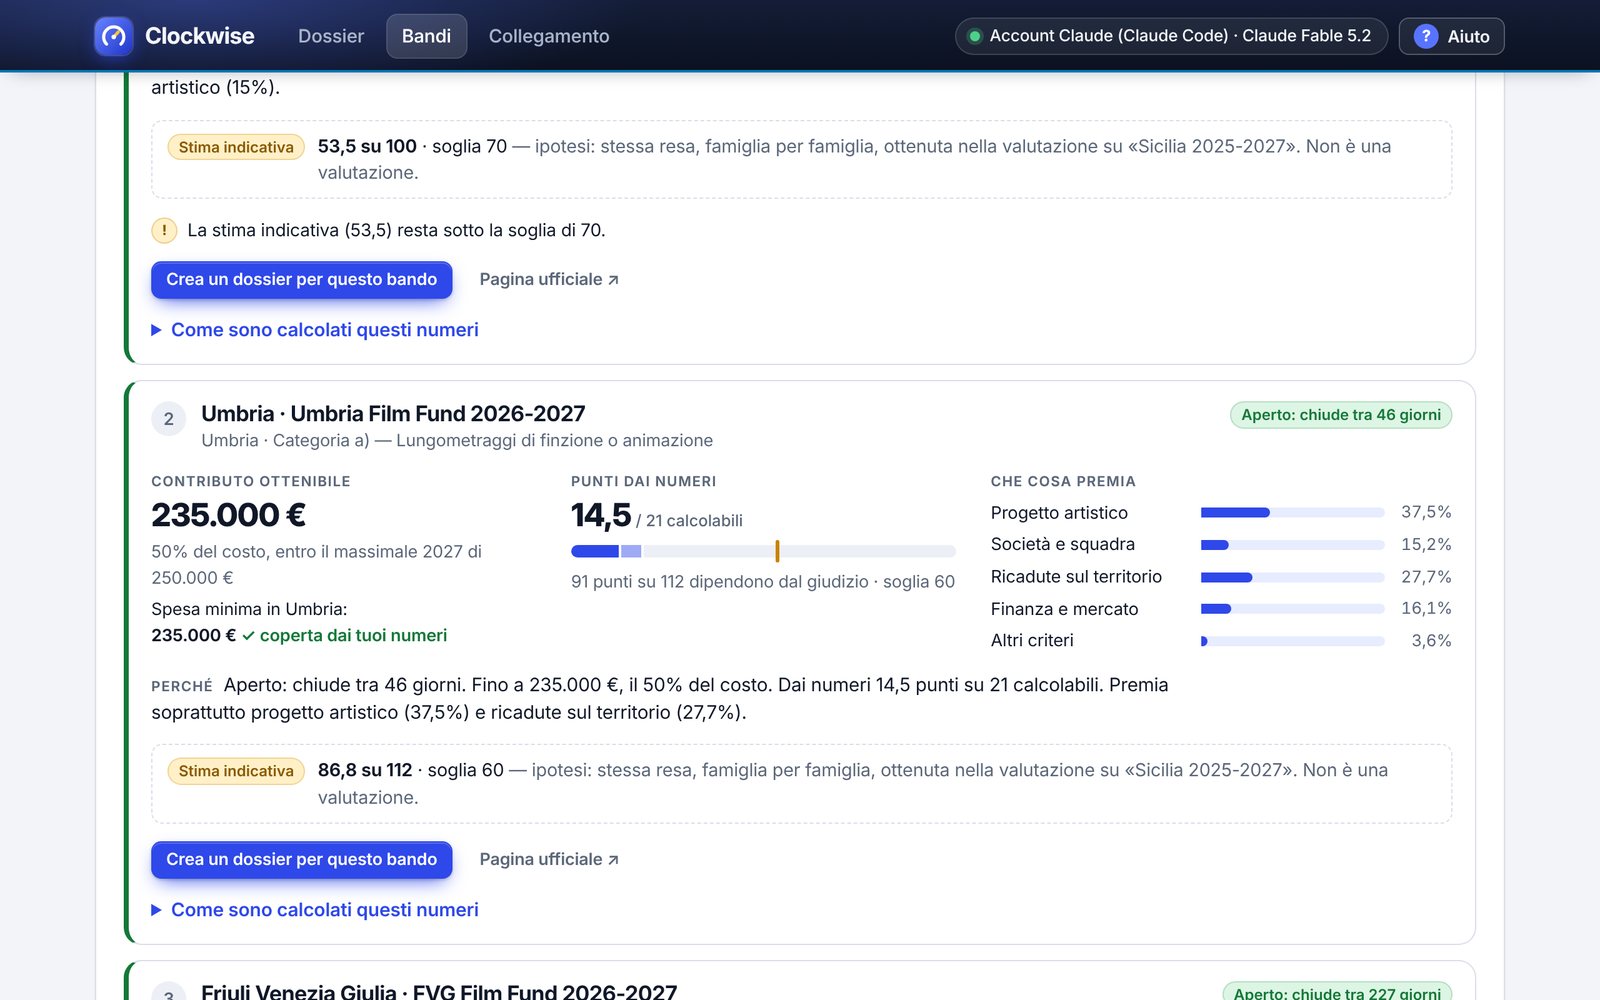 Clockwise
Dossier
Bandi
Collegamento
Account Claude (Claude Code) · Claude Fable 5.2
? Aiuto
artistico (15%).
Stima indicativa
53,5 su 100 · soglia 70 — ipotesi: stessa resa, famiglia per famiglia, ottenuta nella valutazione su «Sicilia 2025-2027». Non è una
valutazione.
! La stima indicativa (53,5) resta sotto la soglia di 70.
Crea un dossier per questo bando
Pagina ufficiale ↗
▶ Come sono calcolati questi numeri
2
Umbria · Umbria Film Fund 2026-2027
Aperto: chiude tra 46 giorni
Umbria · Categoria a) — Lungometraggi di finzione o animazione
CONTRIBUTO OTTENIBILE
235.000 €
50% del costo, entro il massimale 2027 di
250.000 €
Spesa minima in Umbria:
235.000 € ✓ coperta dai tuoi numeri
PUNTI DAI NUMERI
14,5 / 21 calcolabili
91 punti su 112 dipendono dal giudizio · soglia 60
CHE COSA PREMIA
Progetto artistico 37,5%
Società e squadra 15,2%
Ricadute sul territorio 27,7%
Finanza e mercato 16,1%
Altri criteri 3,6%
PERCHÉ Aperto: chiude tra 46 giorni. Fino a 235.000 €, il 50% del costo. Dai numeri 14,5 punti su 21 calcolabili. Premia
soprattutto progetto artistico (37,5%) e ricadute sul territorio (27,7%).
Stima indicativa
86,8 su 112 · soglia 60 — ipotesi: stessa resa, famiglia per famiglia, ottenuta nella valutazione su «Sicilia 2025-2027». Non è una
valutazione.
Crea un dossier per questo bando
Pagina ufficiale ↗
▶ Come sono calcolati questi numeri
3
Friuli Venezia Giulia · FVG Film Fund 2026-2027
Aperto: chiude tra 227 giorni